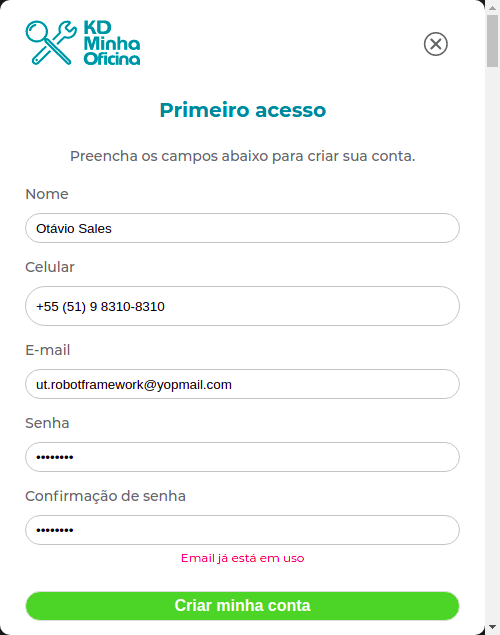 KD
Minha
Oficina
Primeiro acesso
Preencha os campos abaixo para criar sua conta.
Nome
Otávio Sales
Celular
+55 (51) 9 8310-8310
E-mail
ut.robotframework@yopmail.com
Senha
••••••••
Confirmação de senha
••••••••
Email já está em uso
Criar minha conta